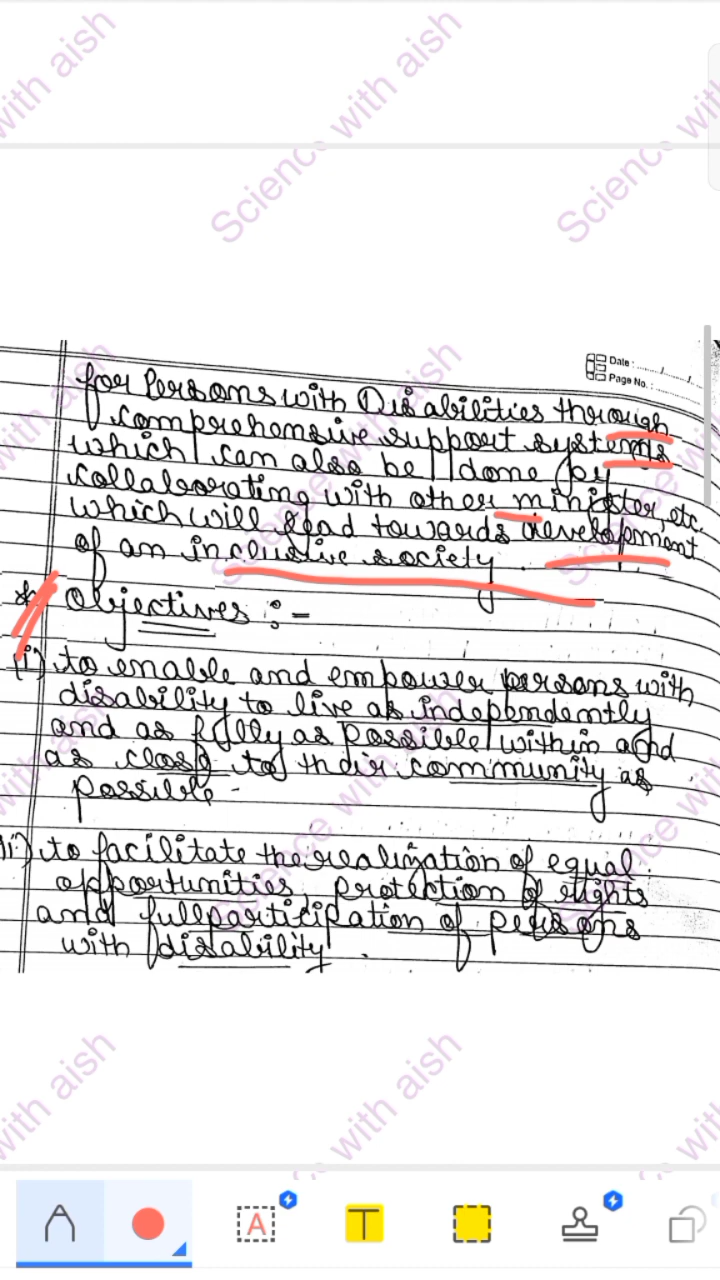 Date : ....../....../......
Page No. : ..............
for Persons with Disabilities through
comprehensive support systems
which can also be done by
collaborating with other minister, etc.
which will lead towards development
of an inclusive society.
* Objectives :-
(i) to enable and empower persons with
disability to live as independently
and as fully as possible within and
as close to their community as
possible.
(ii) to facilitate the realization of equal
opportunities, protection of rights
and full participation of persons
with disability.
Science with aish
A
T